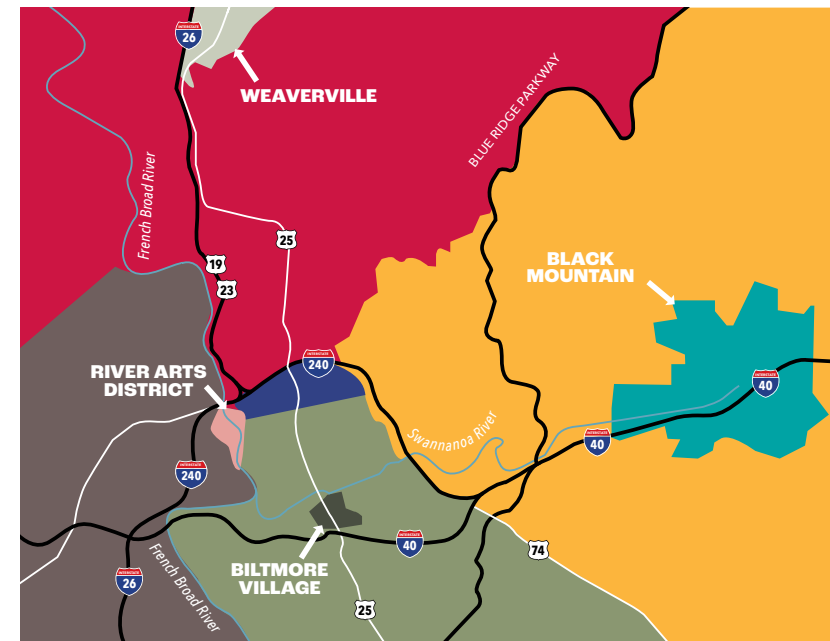 INTERSTATE
26
WEAVERVILLE
BLUE RIDGE PARKWAY
French Broad River
25
19
23
BLACK
MOUNTAIN
INTERSTATE
240
RIVER ARTS
DISTRICT
INTERSTATE
40
Swannanoa River
INTERSTATE
40
INTERSTATE
240
INTERSTATE
40
74
French Broad River
INTERSTATE
26
BILTMORE
VILLAGE
25